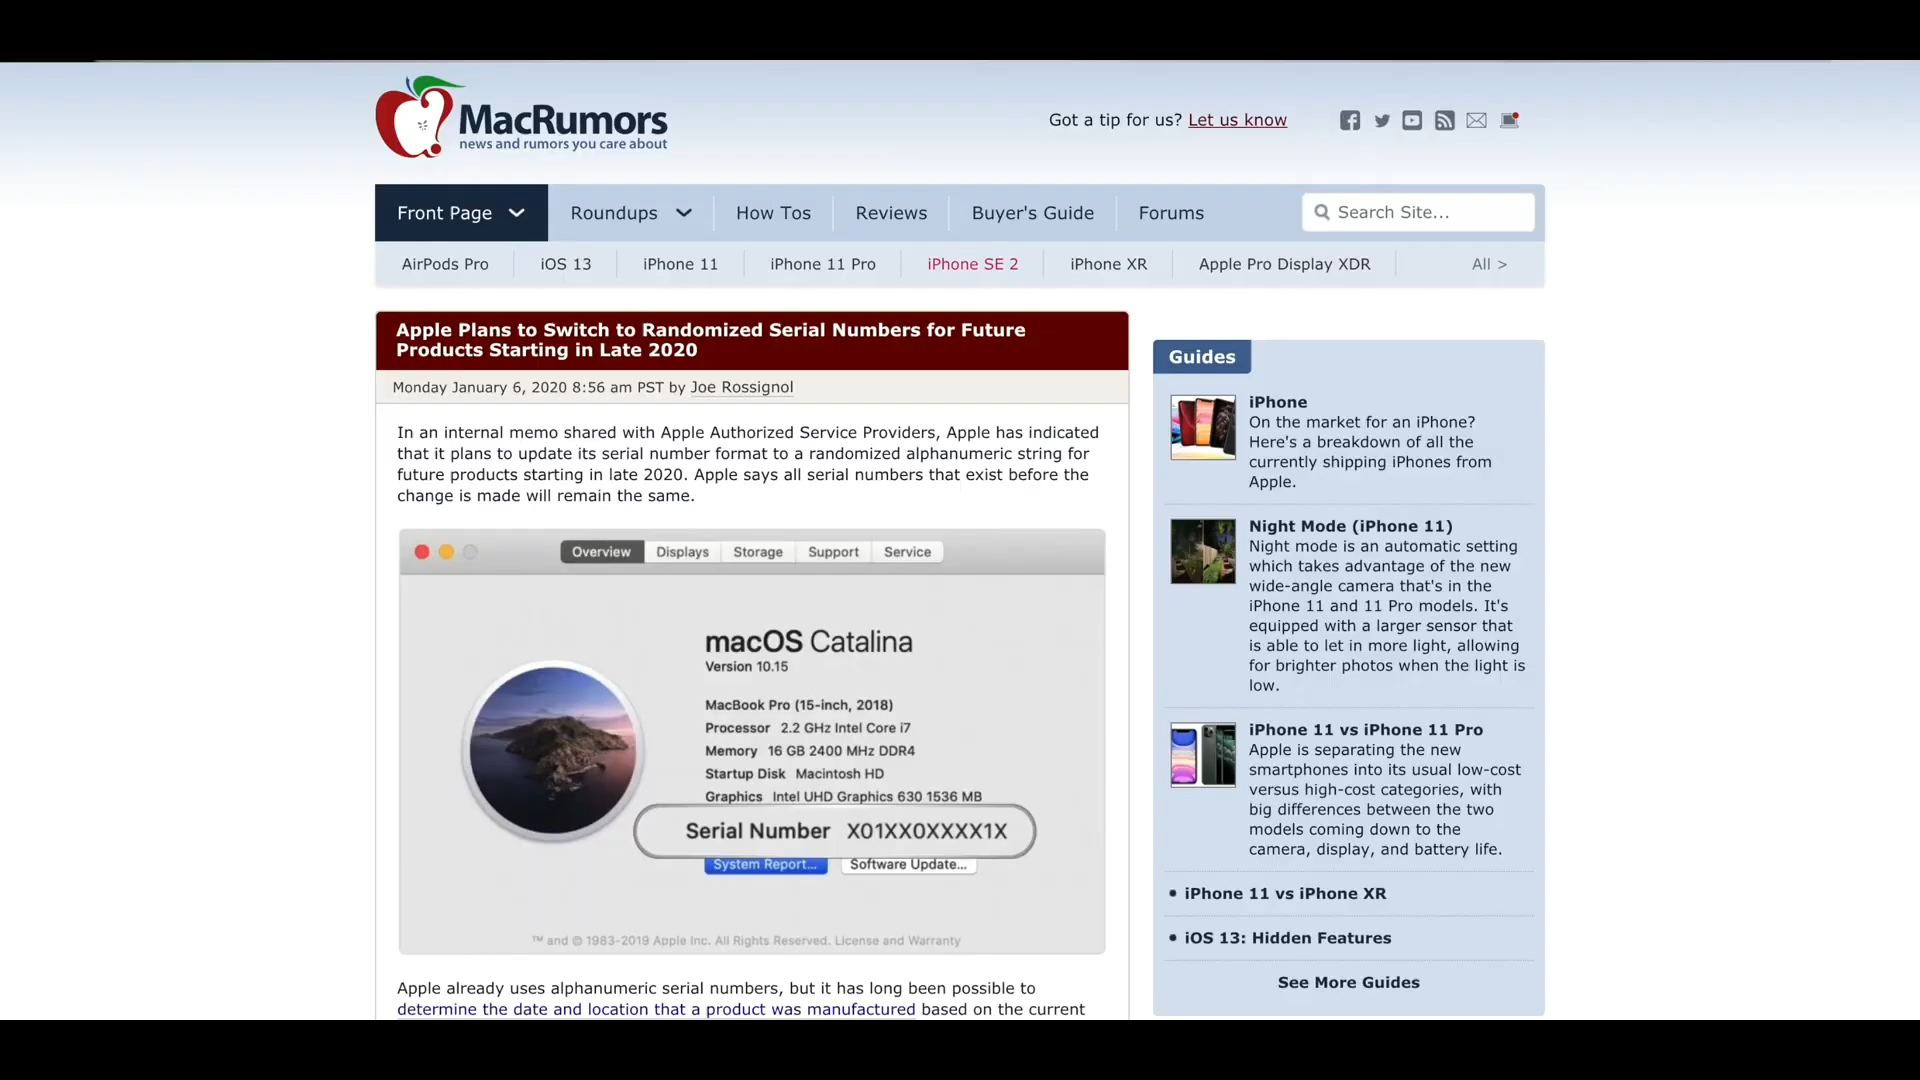 MacRumors
news and rumors you care about
Got a tip for us? Let us know
Front Page
Roundups
How Tos
Reviews
Buyer's Guide
Forums
Search Site...
AirPods Pro
iOS 13
iPhone 11
iPhone 11 Pro
iPhone SE 2
iPhone XR
Apple Pro Display XDR
All >
Apple Plans to Switch to Randomized Serial Numbers for Future
Products Starting in Late 2020
Monday January 6, 2020 8:56 am PST by Joe Rossignol
In an internal memo shared with Apple Authorized Service Providers, Apple has indicated
that it plans to update its serial number format to a randomized alphanumeric string for
future products starting in late 2020. Apple says all serial numbers that exist before the
change is made will remain the same.
Overview
Displays
Storage
Support
Service
macOS Catalina
Version 10.15
MacBook Pro (15-inch, 2018)
Processor 2.2 GHz Intel Core i7
Memory 16 GB 2400 MHz DDR4
Startup Disk Macintosh HD
Graphics Intel UHD Graphics 630 1536 MB
Serial Number X01XX0XXXX1X
System Report...
Software Update...
™ and © 1983-2019 Apple Inc. All Rights Reserved. License and Warranty
Apple already uses alphanumeric serial numbers, but it has long been possible to
determine the date and location that a product was manufactured based on the current
Guides
iPhone
On the market for an iPhone?
Here's a breakdown of all the
currently shipping iPhones from
Apple.
Night Mode (iPhone 11)
Night mode is an automatic setting
which takes advantage of the new
wide-angle camera that's in the
iPhone 11 and 11 Pro models. It's
equipped with a larger sensor that
is able to let in more light, allowing
for brighter photos when the light is
low.
iPhone 11 vs iPhone 11 Pro
Apple is separating the new
smartphones into its usual low-cost
versus high-cost categories, with
big differences between the two
models coming down to the
camera, display, and battery life.
• iPhone 11 vs iPhone XR
• iOS 13: Hidden Features
See More Guides